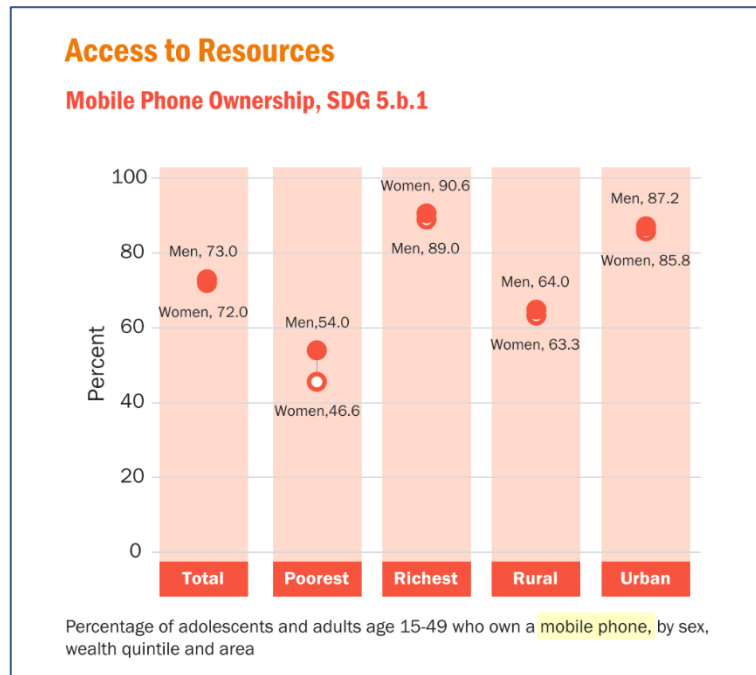 Access to Resources
Mobile Phone Ownership, SDG 5.b.1
Percent
100
80
60
40
20
0
Men, 73.0
Women, 72.0
Men,54.0
Women,46.6
Women, 90.6
Men, 89.0
Men, 64.0
Women, 63.3
Men, 87.2
Women, 85.8
Total
Poorest
Richest
Rural
Urban
Percentage of adolescents and adults age 15-49 who own a mobile phone, by sex,
wealth quintile and area